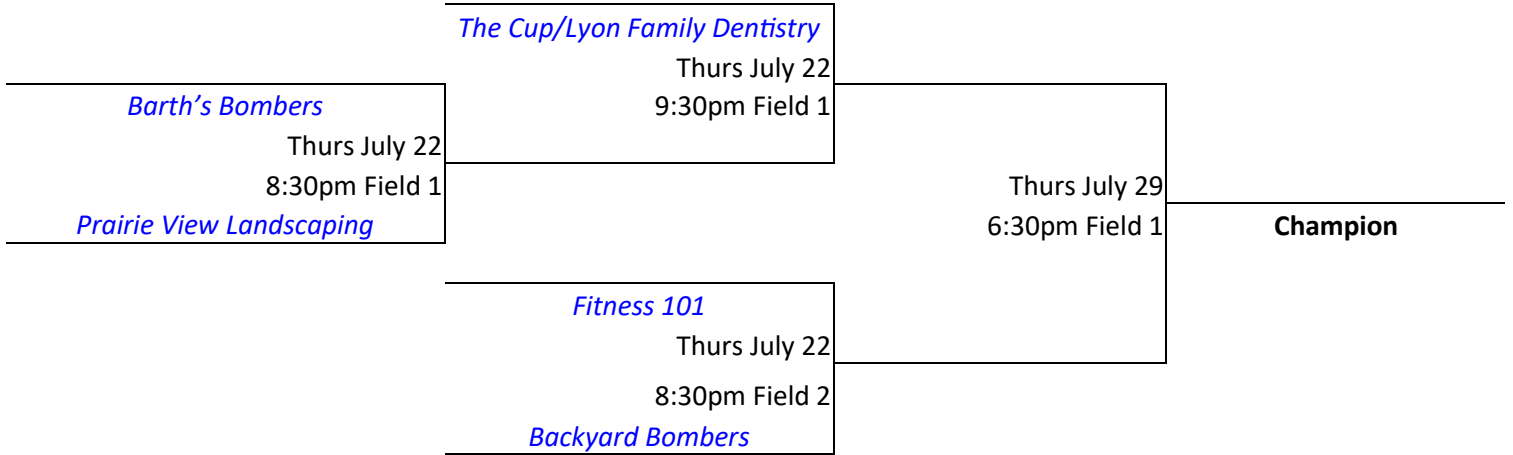 The Cup/Lyon Family Dentistry
Thurs July 22
9:30pm Field 1
Barth's Bombers
Thurs July 22
8:30pm Field 1
Prairie View Landscaping
Thurs July 29
6:30pm Field 1
Champion
Fitness 101
Thurs July 22
8:30pm Field 2
Backyard Bombers